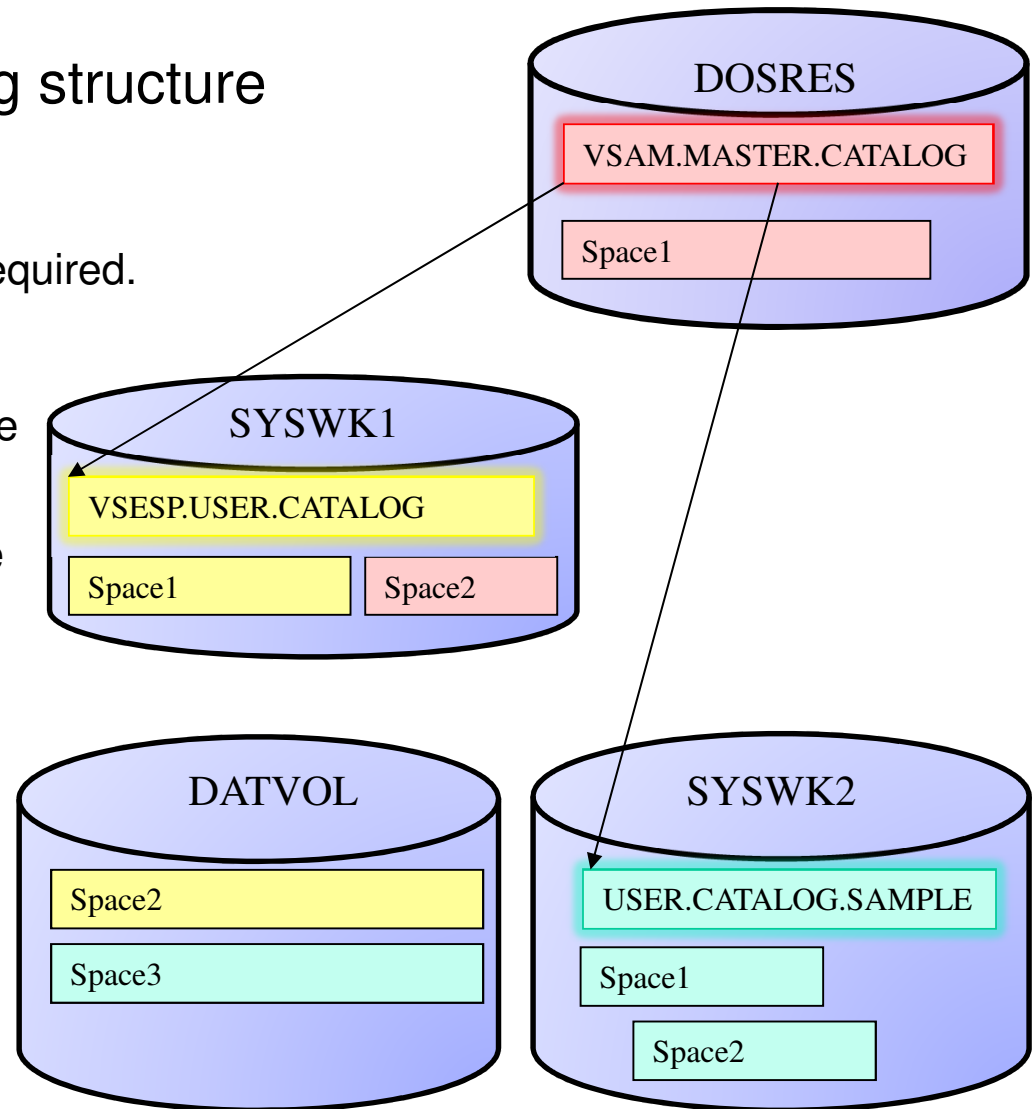 g structure
equired.
e
e
DOSRES
VSAM.MASTER.CATALOG
Space1
SYSWK1
VSESP.USER.CATALOG
Space1
Space2
DATVOL
Space2
Space3
SYSWK2
USER.CATALOG.SAMPLE
Space1
Space2